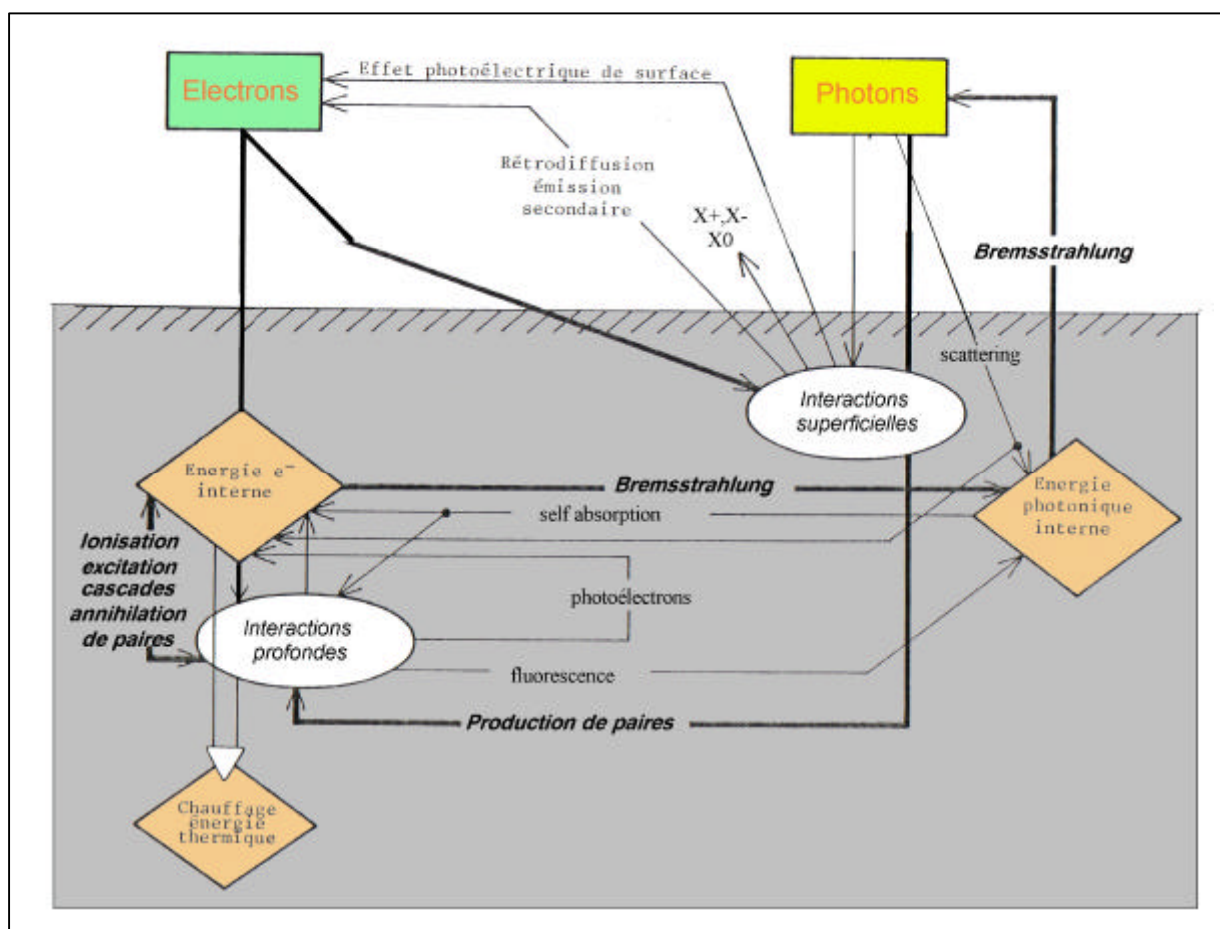 Electrons
Effet photoélectrique de surface
Photons
Rétrodiffusion
émission
secondaire
X+,X-
X0
Bremsstrahlung
scattering
Interactions
superficielles
Energie e-
interne
Bremsstrahlung
Energie
photonique
interne
self absorption
Ionisation
excitation
cascades
annihilation
de paires
photoélectrons
Interactions
profondes
fluorescence
Production de paires
Chauffage
énergie
thermique